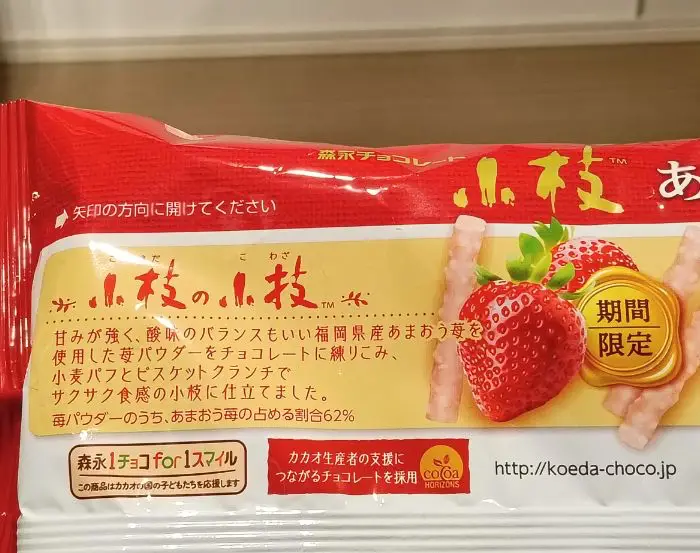 森永チョコレート
小枝™
あ
矢印の方向に開けてください
こえだ こわざ
小枝の小技™
甘みが強く、酸味のバランスもいい福岡県産あまおう苺を
使用した苺パウダーをチョコレートに練りこみ、
小麦パフとビスケットクランチで
サクサク食感の小枝に仕立てました。
苺パウダーのうち、あまおう苺の占める割合62%
期間
限定
森永1チョコfor1スマイル
この商品はカカオの国の子どもたちを応援します
カカオ生産者の支援に
つながるチョコレートを採用
cocoa
HORIZONS
http://koeda-choco.jp